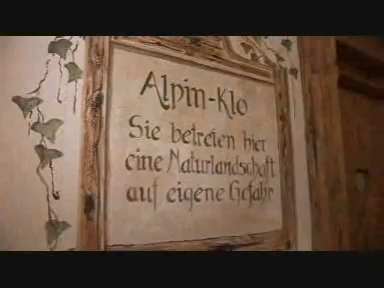 Alpin-Klo
Sie betreten hier
eine Naturlandschaft
auf eigene Gefahr